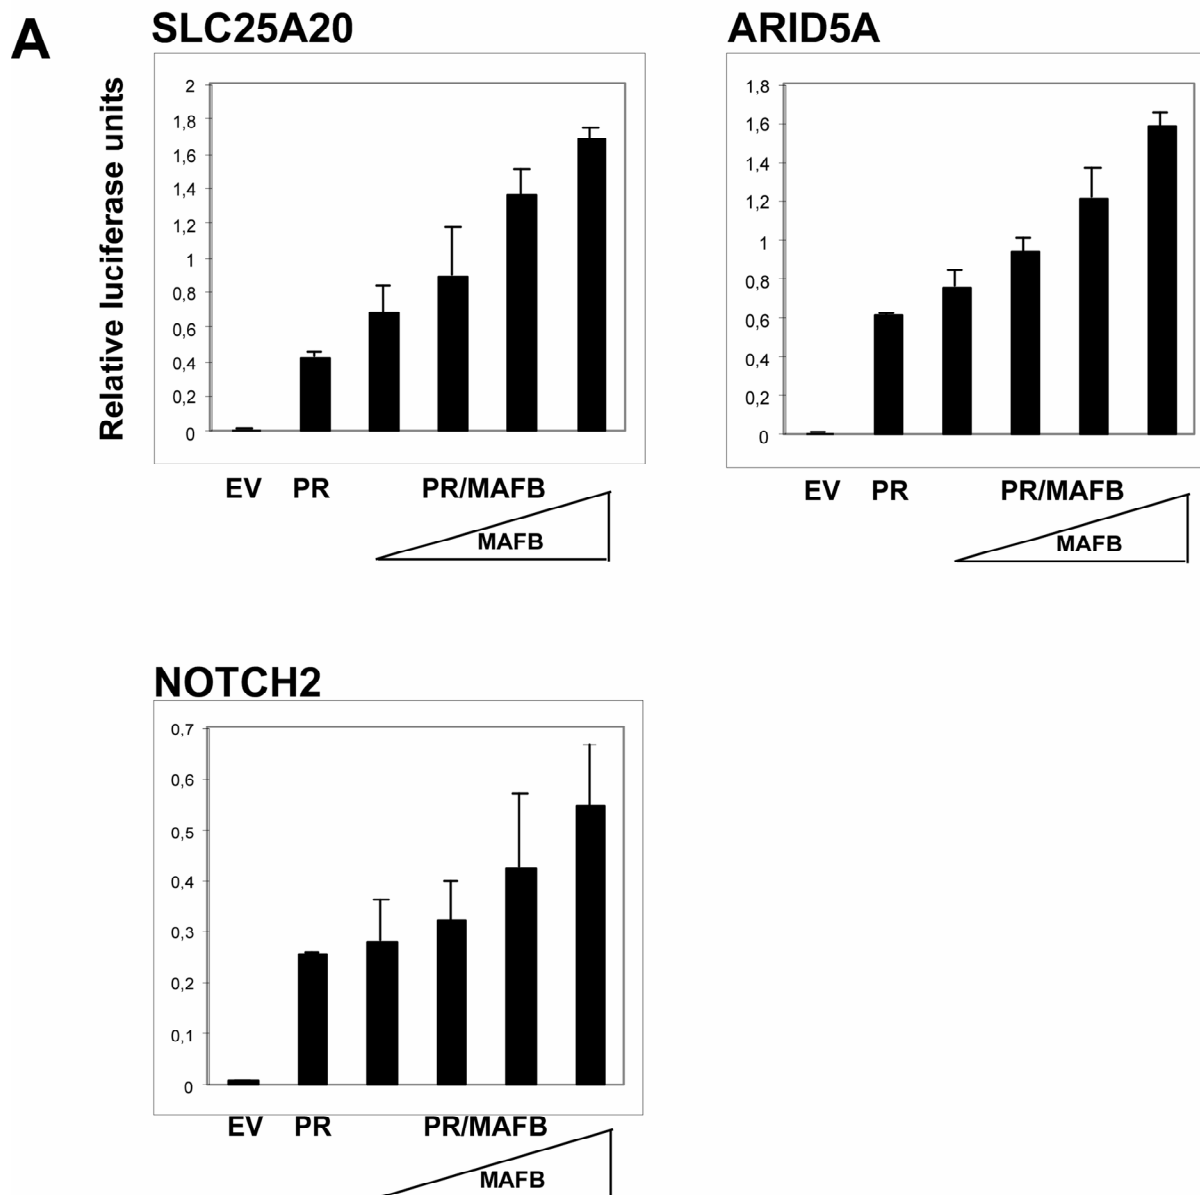 A
SLC25A20
Relative luciferase units
2
1,8
1,6
1,4
1,2
1
0,8
0,6
0,4
0,2
0
EV PR PR/MAFB
MAFB
ARID5A
1,8
1,6
1,4
1,2
1
0,8
0,6
0,4
0,2
0
EV PR PR/MAFB
MAFB
NOTCH2
0,7
0,6
0,5
0,4
0,3
0,2
0,1
0
EV PR PR/MAFB
MAFB